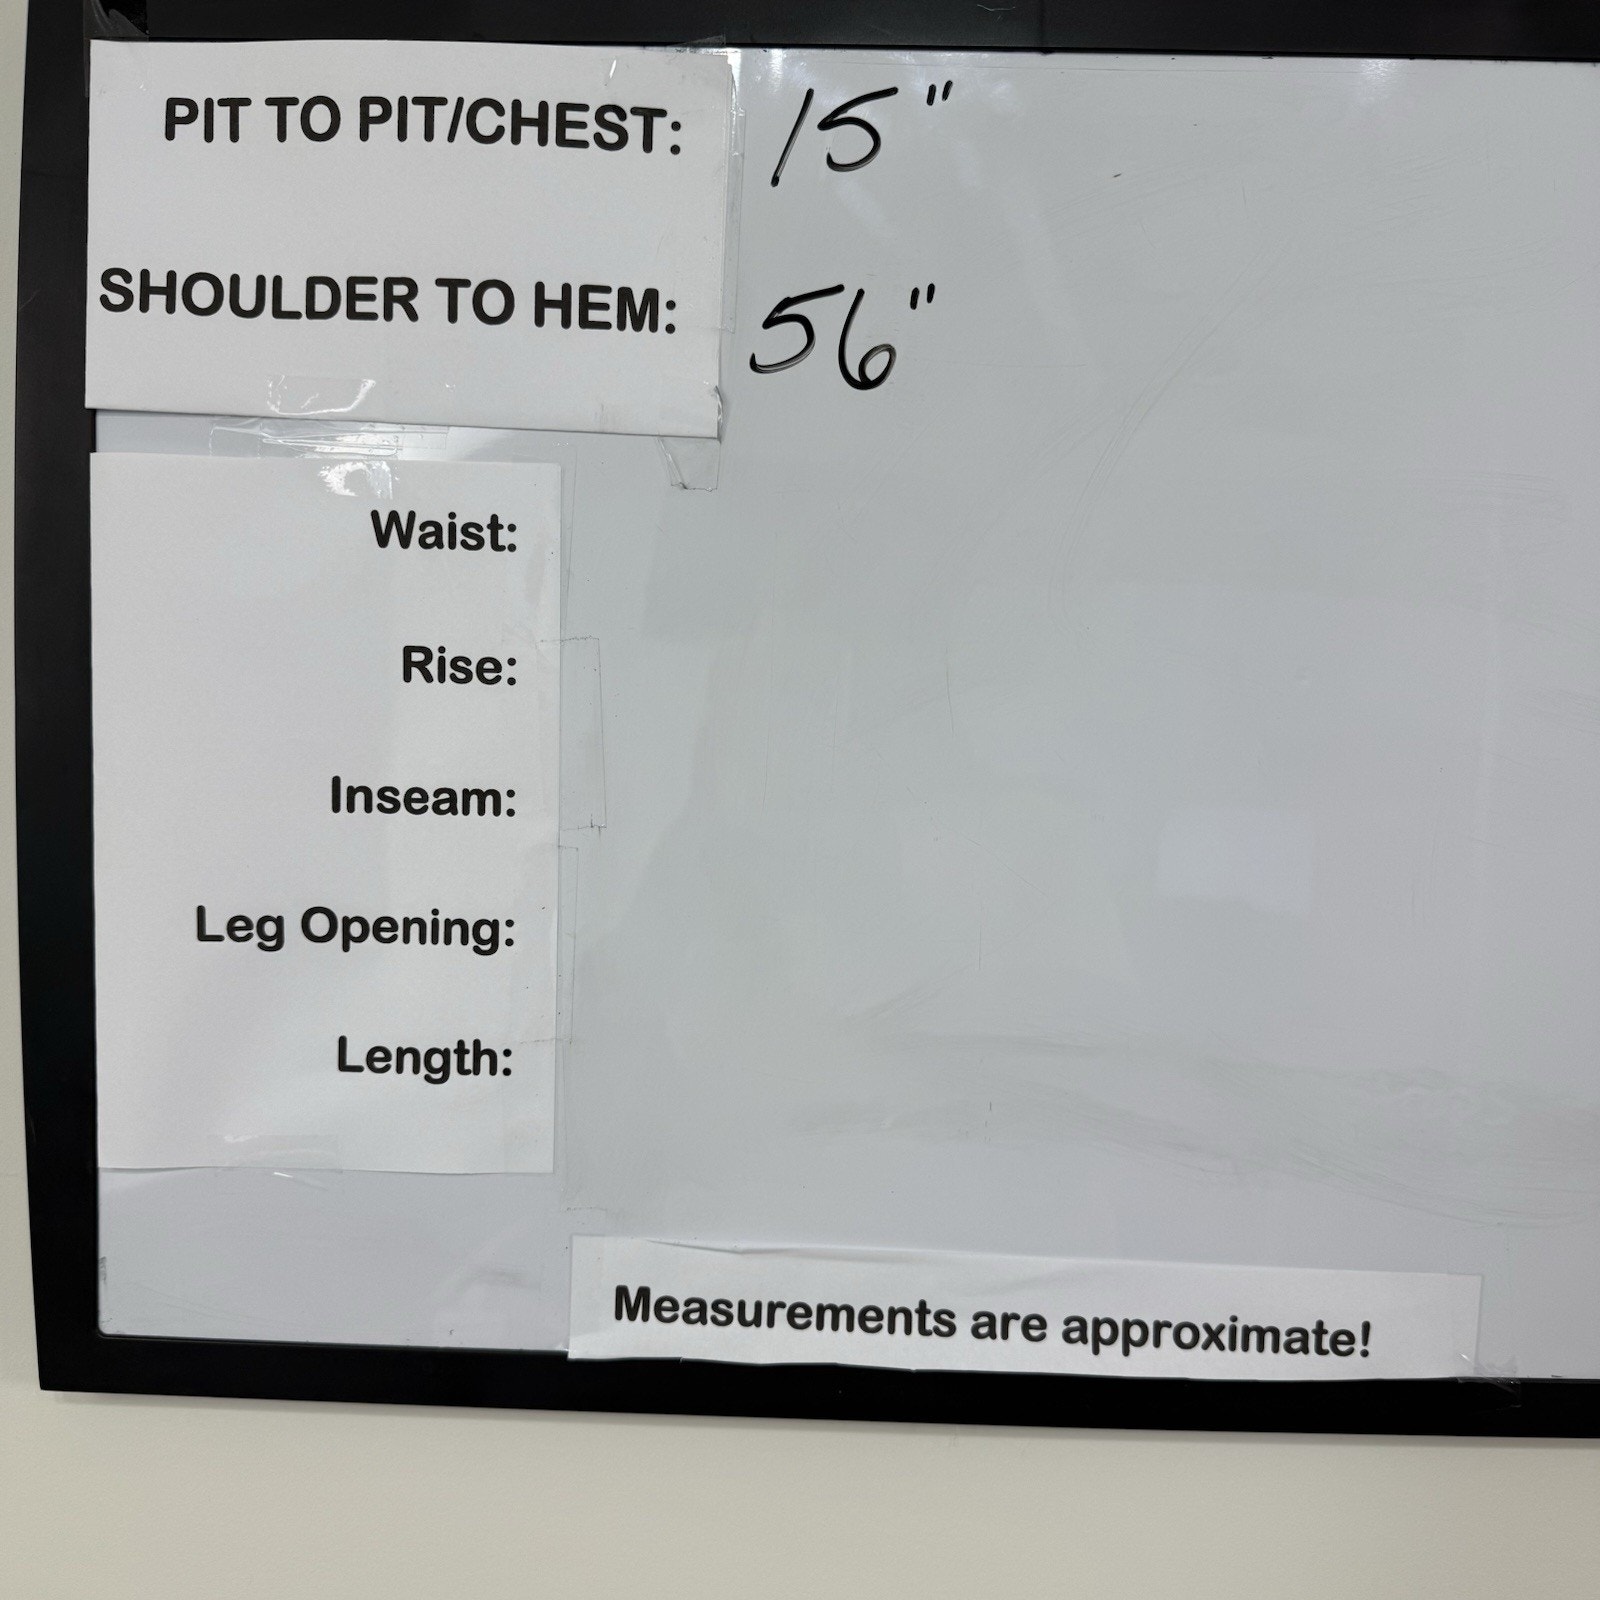 PIT TO PIT/CHEST: 15"
SHOULDER TO HEM: 56"
Waist:
Rise:
Inseam:
Leg Opening:
Length:
Measurements are approximate!